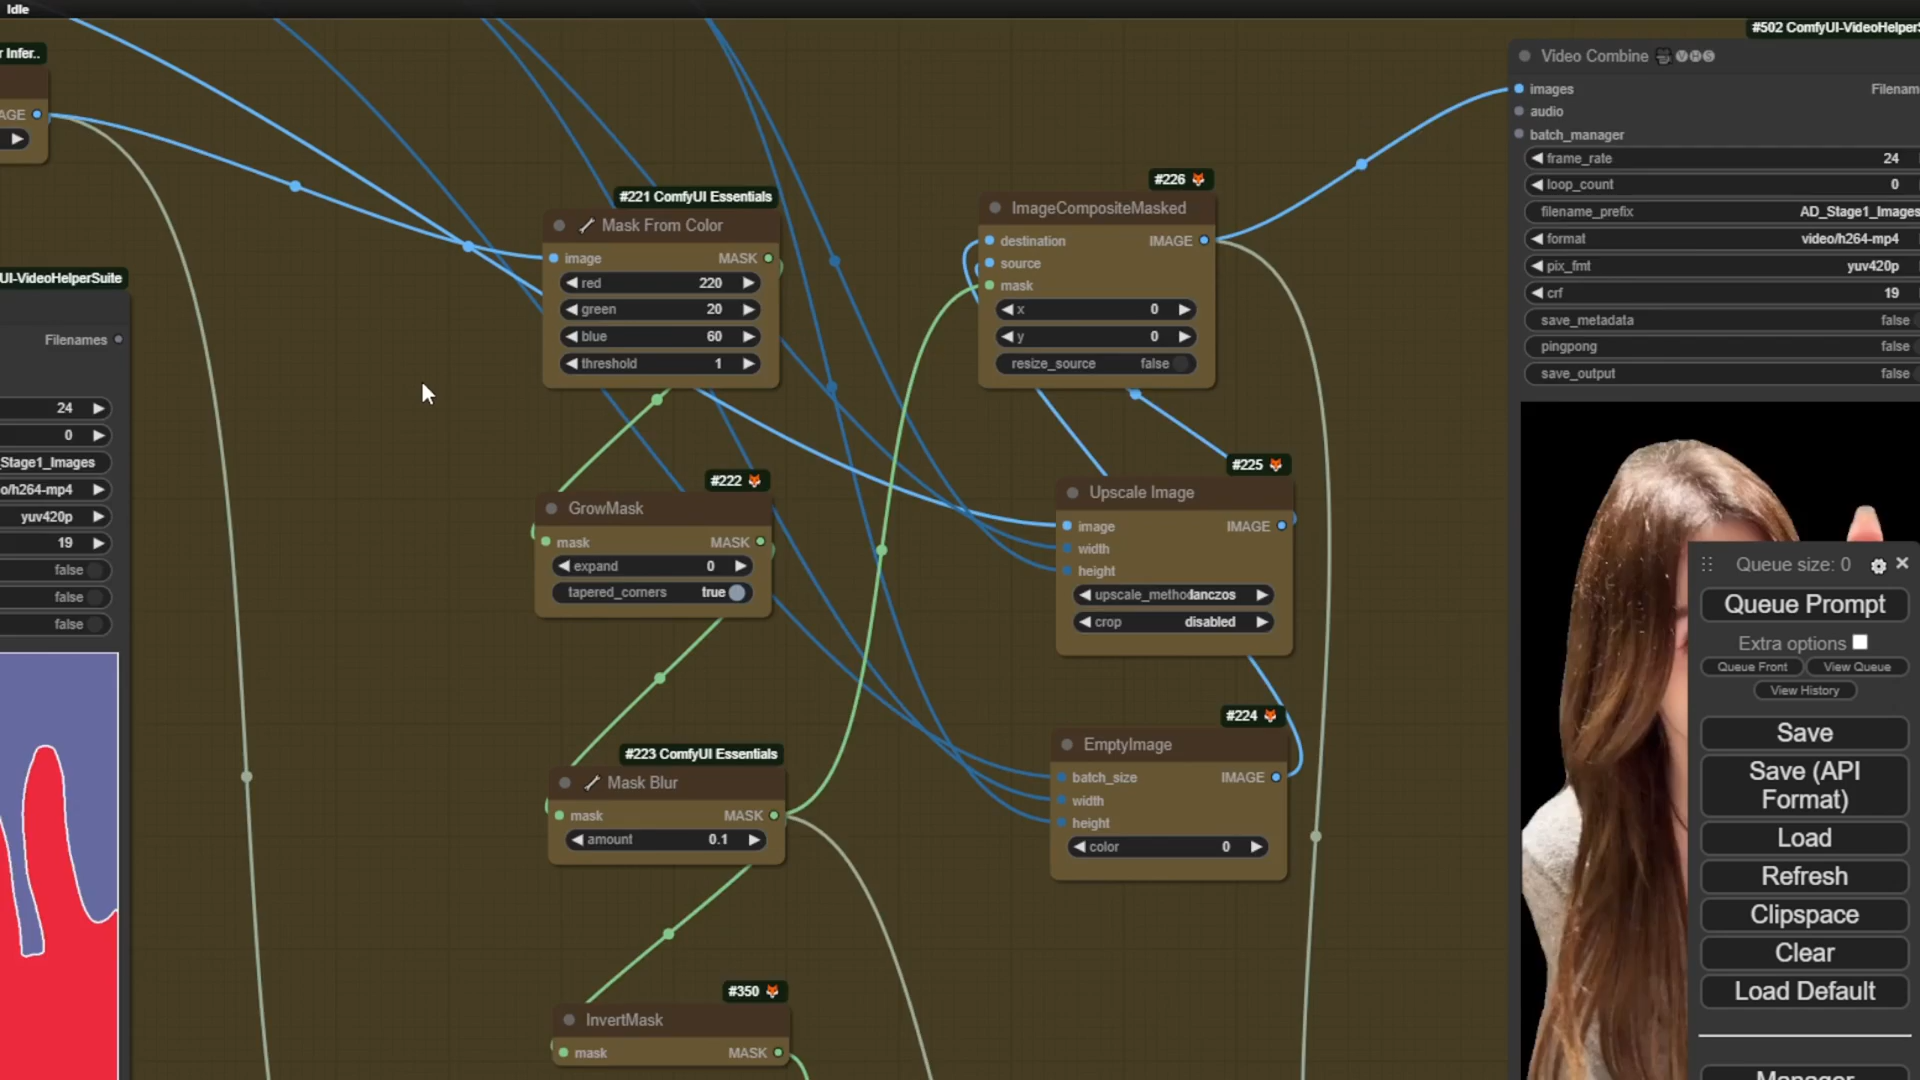 Idle
#502 ComfyUI-VideoHelperS
r Infer..
Video Combine VHS
images
Filenam
audio
batch_manager
frame_rate 24
loop_count 0
filename_prefix AD_Stage1_Images
format video/h264-mp4
pix_fmt yuv420p
crf 19
save_metadata false
pingpong false
save_output false
AGE
UI-VideoHelperSuite
Filenames
24
0
_Stage1_Images
o/h264-mp4
yuv420p
19
false
false
false
#221 ComfyUI Essentials
Mask From Color
image MASK
red 220
green 20
blue 60
threshold 1
#226
ImageCompositeMasked
destination IMAGE
source
mask
x 0
y 0
resize_source false
#222
GrowMask
mask MASK
expand 0
tapered_corners true
#225
Upscale Image
image IMAGE
width
height
upscale_metho lanczos
crop disabled
#223 ComfyUI Essentials
Mask Blur
mask MASK
amount 0.1
#224
EmptyImage
batch_size IMAGE
width
height
color 0
#350
InvertMask
mask MASK
Queue size: 0
Queue Prompt
Extra options
Queue Front View Queue
View History
Save
Save (API
Format)
Load
Refresh
Clipspace
Clear
Load Default
Manager